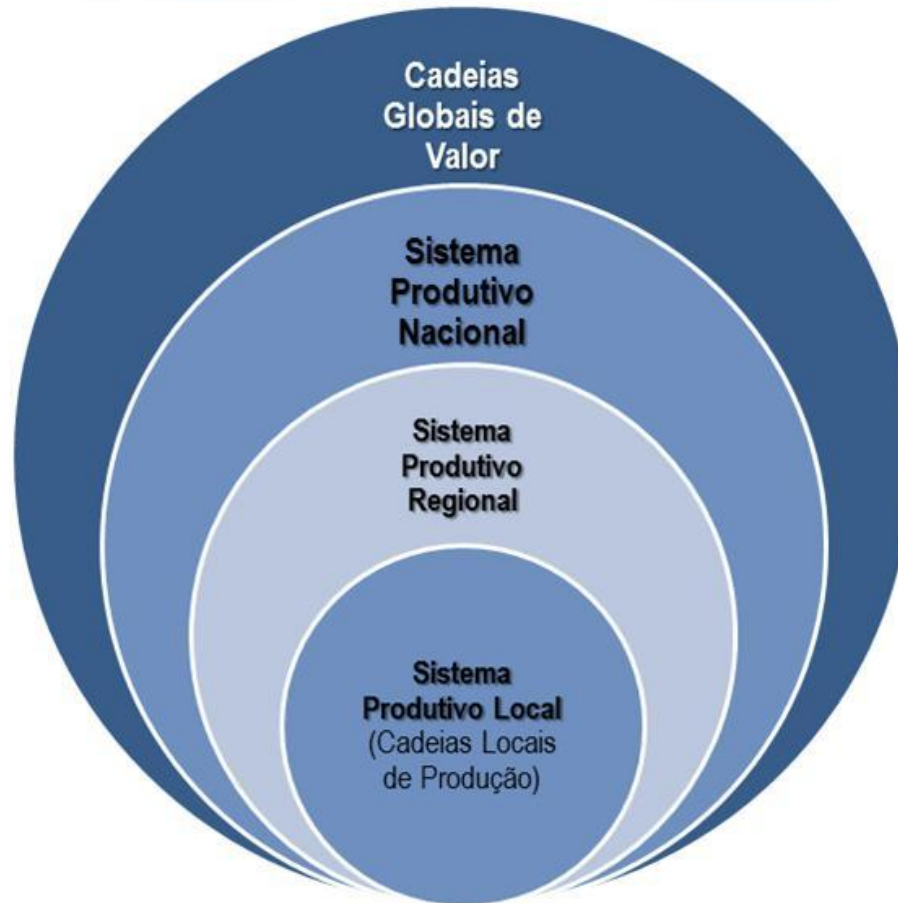 Cadeias
Globais de
Valor
Sistema
Produtivo
Nacional
Sistema
Produtivo
Regional
Sistema
Produtivo Local
(Cadeias Locais
de Produção)